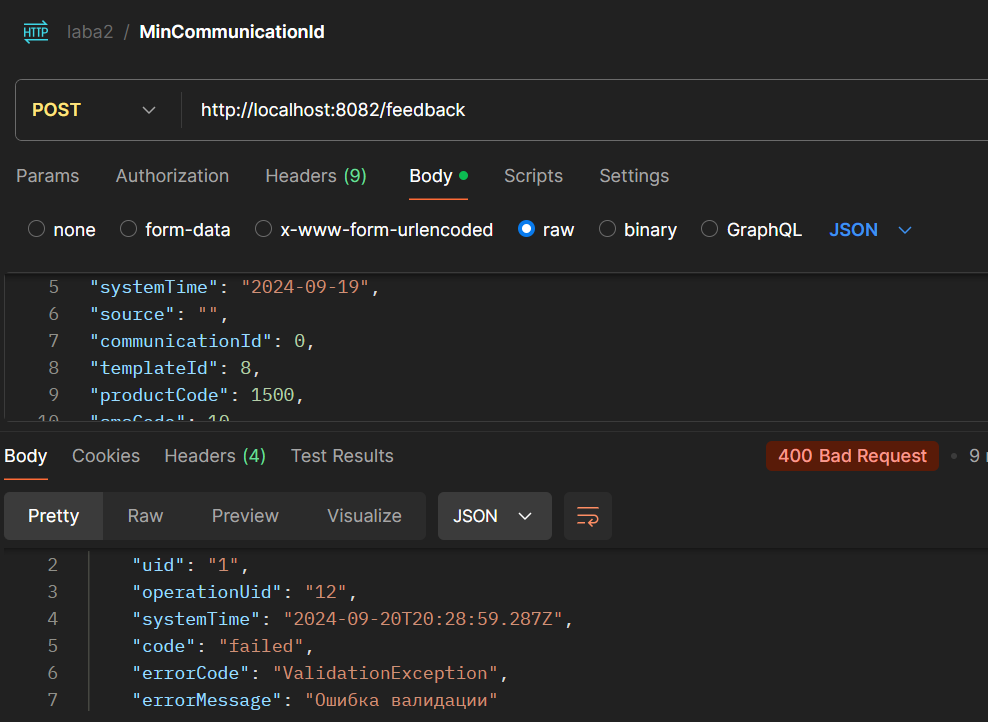 HTTP laba2 / MinCommunicationId
POST http://localhost:8082/feedback
Params Authorization Headers (9) Body Scripts Settings
none form-data x-www-form-urlencoded raw binary GraphQL JSON
5 "systemTime": "2024-09-19",
6 "source": "",
7 "communicationId": 0,
8 "templateId": 8,
9 "productCode": 1500,
10 "smsCode": 10
Body Cookies Headers (4) Test Results 400 Bad Request • 9
Pretty Raw Preview Visualize JSON
2 "uid": "1",
3 "operationUid": "12",
4 "systemTime": "2024-09-20T20:28:59.287Z",
5 "code": "failed",
6 "errorCode": "ValidationException",
7 "errorMessage": "Ошибка валидации"